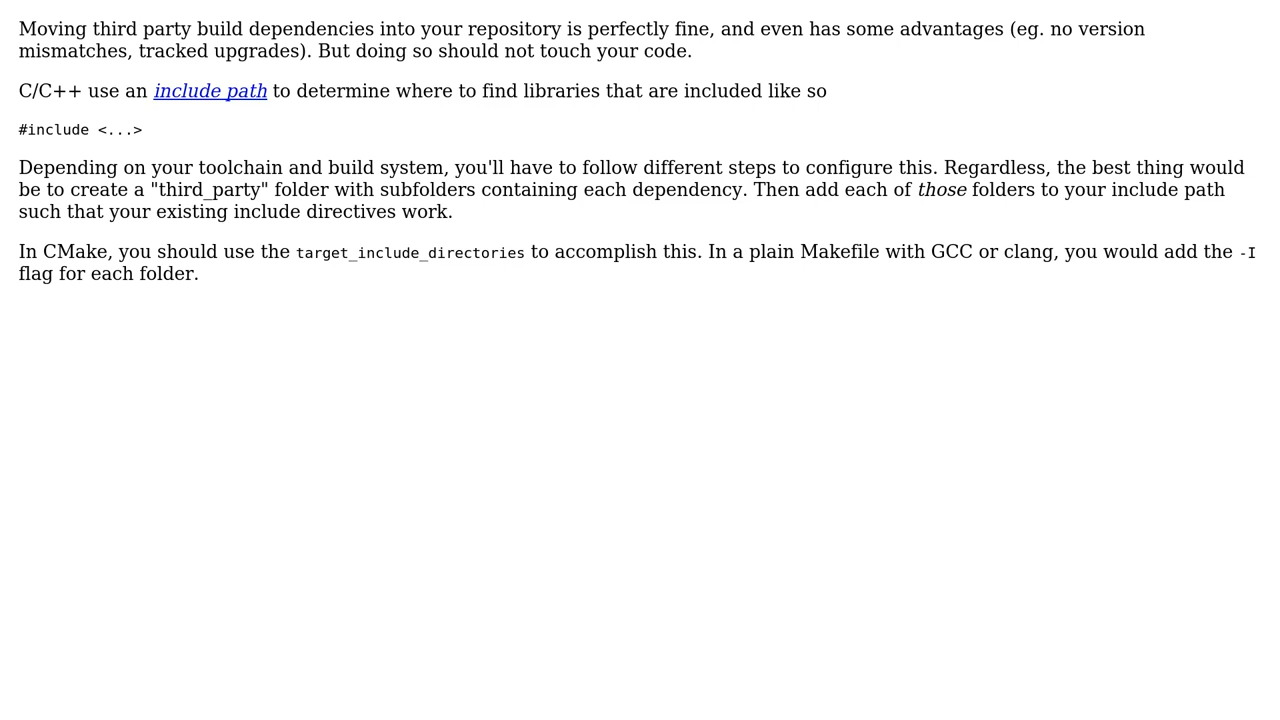 Moving third party build dependencies into your repository is perfectly fine, and even has some advantages (eg. no version
mismatches, tracked upgrades). But doing so should not touch your code.
C/C++ use an include path to determine where to find libraries that are included like so
#include <...>
Depending on your toolchain and build system, you'll have to follow different steps to configure this. Regardless, the best thing would
be to create a "third_party" folder with subfolders containing each dependency. Then add each of those folders to your include path
such that your existing include directives work.
In CMake, you should use the target_include_directories to accomplish this. In a plain Makefile with GCC or clang, you would add the -I
flag for each folder.